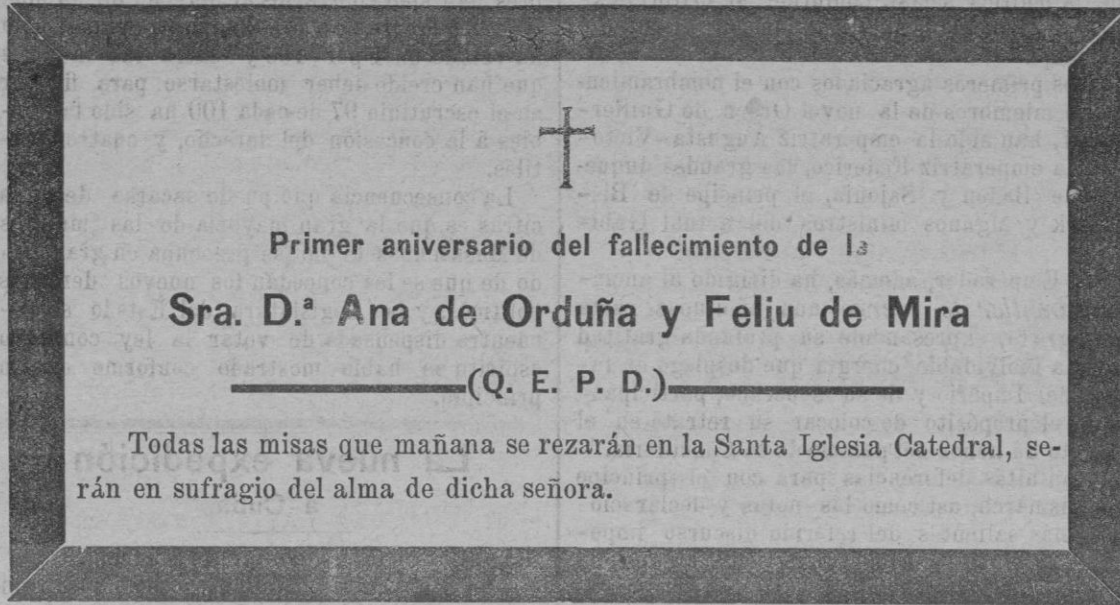 Primer aniversario del fallecimiento de la
Sra. D.ª Ana de Orduña y Feliu de Mira
(Q. E. P. D.)
Todas las misas que mañana se rezarán en la Santa Iglesia Catedral, se-
rán en sufragio del alma de dicha señora.